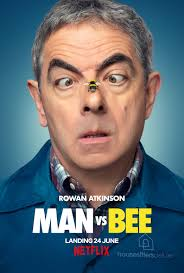 ROWAN ATKINSON
MAN vs BEE
LANDING 24 JUNE
NETFLIX